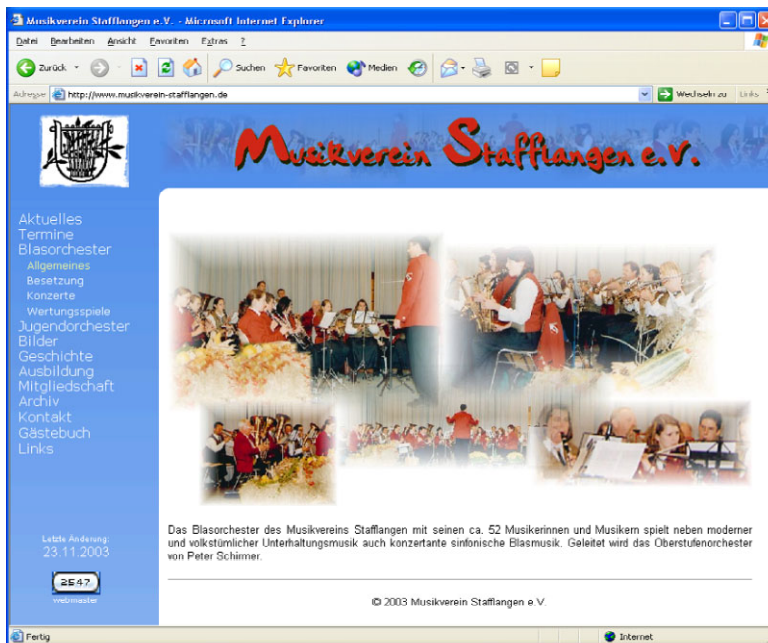 Musikverein Stafflangen e.V. - Microsoft Internet Explorer
Datei Bearbeiten Ansicht Favoriten Extras ?
Zurück Suchen Favoriten Medien
Adresse http://www.musikverein-stafflangen.de Wechseln zu Links
Musikverein Stafflangen e.V.
Aktuelles
Termine
Blasorchester
Allgemeines
Besetzung
Konzerte
Wertungsspiele
Jugendorchester
Bilder
Geschichte
Ausbildung
Mitgliedschaft
Archiv
Kontakt
Gästebuch
Links
Das Blasorchester des Musikvereins Stafflangen mit seinen ca. 52 Musikerinnen und Musikern spielt neben moderner
und volkstümlicher Unterhaltungsmusik auch konzertante sinfonische Blasmusik. Geleitet wird das Oberstufenorchester
von Peter Schirmer.
Letzte Änderung:
23.11.2003
2547
webmaster
© 2003 Musikverein Stafflangen e.V.
Fertig Internet